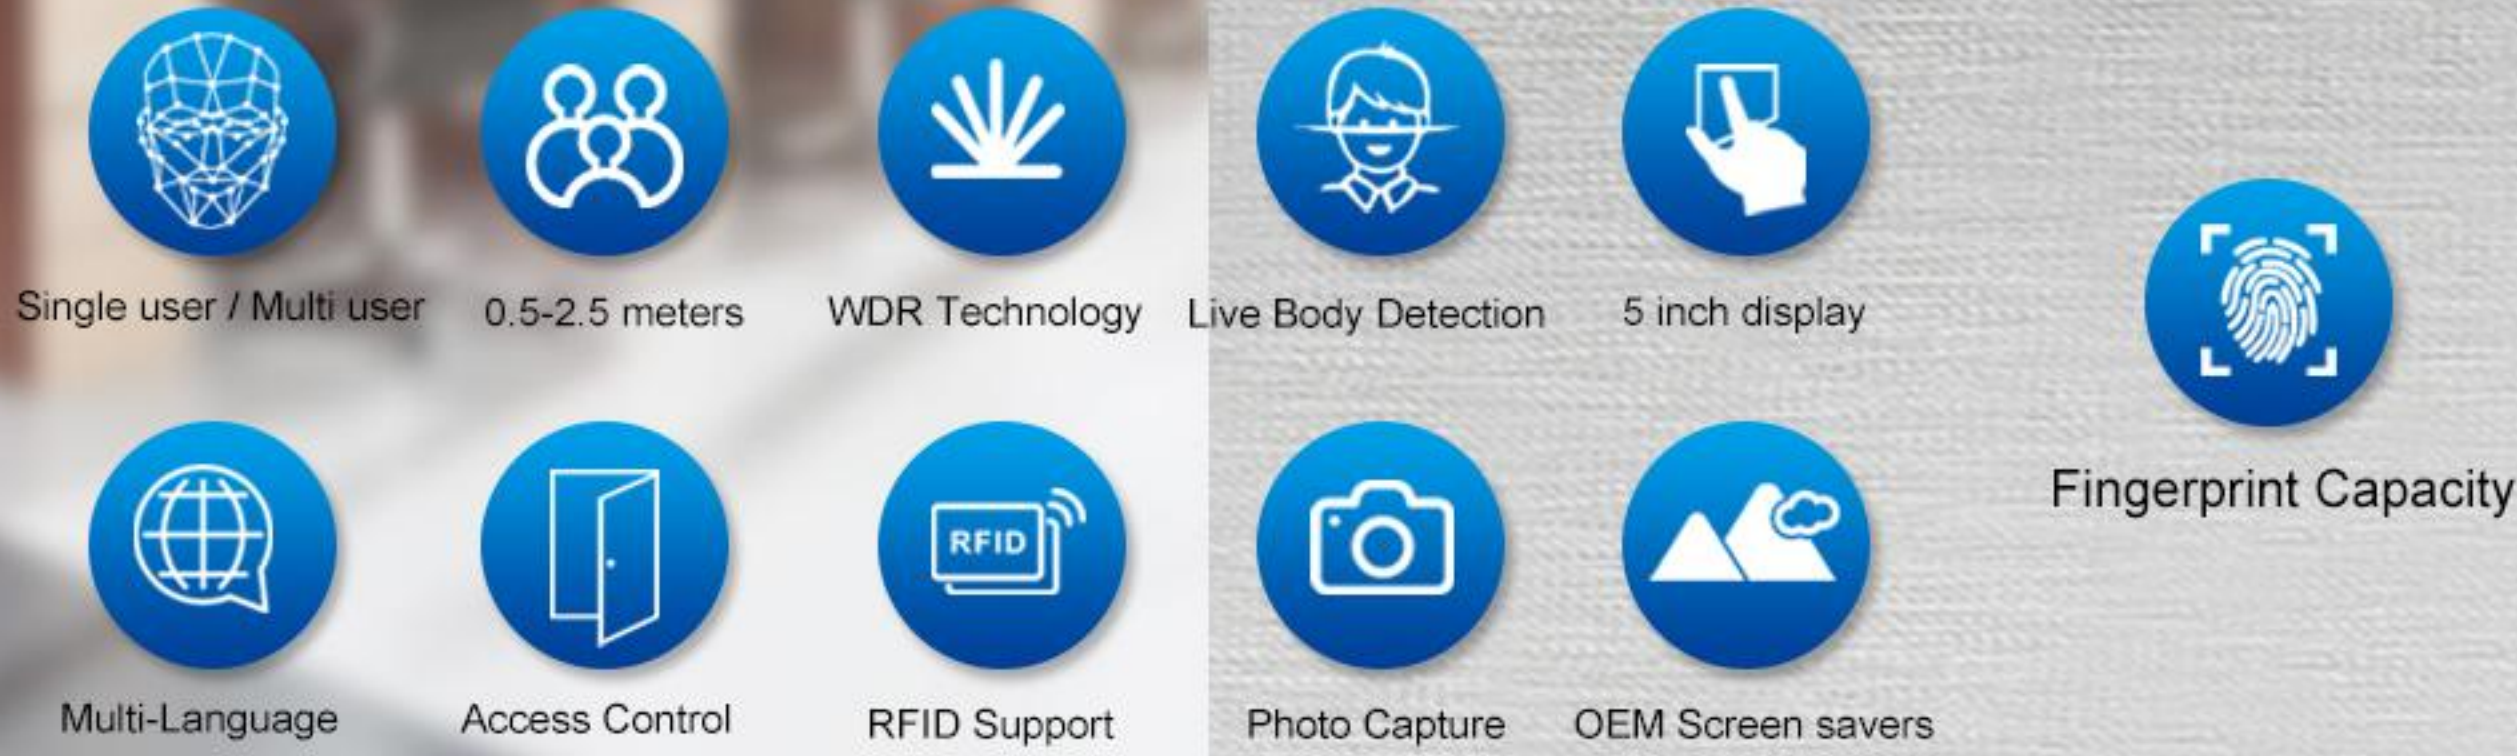 Single user / Multi user
0.5-2.5 meters
WDR Technology
Live Body Detection
5 inch display
Fingerprint Capacity
RFID
Multi-Language
Access Control
RFID Support
Photo Capture
OEM Screen savers